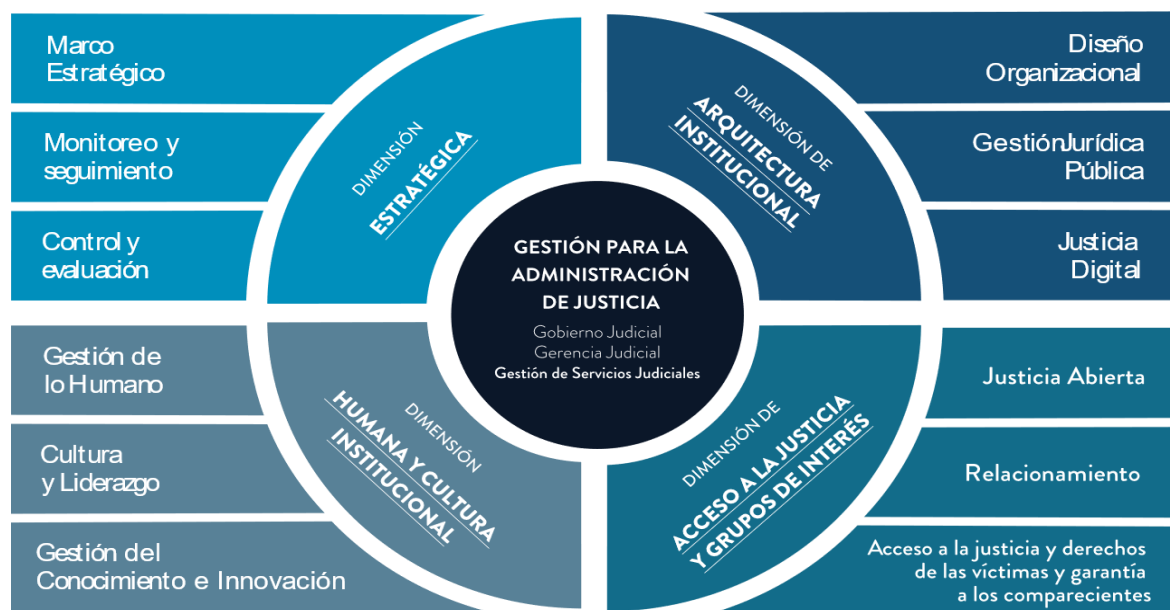 Marco
Estratégico
Monitoreo y
seguimiento
Control y
evaluación
DIMENSIÓN
ESTRATÉGICA
DIMENSIÓN DE
ARQUITECTURA
INSTITUCIONAL
Diseño
Organizacional
GestiónJurídica
Pública
Justicia
Digital
GESTIÓN PARA LA
ADMINISTRACIÓN
DE JUSTICIA
Gobierno Judicial
Gerencia Judicial
Gestión de Servicios Judiciales
Gestión de
lo Humano
Cultura
y Liderazgo
Gestión del
Conocimiento e Innovación
DIMENSIÓN
HUMANA Y CULTURA
INSTITUCIONAL
DIMENSIÓN DE
ACCESO A LA JUSTICIA
Y GRUPOS DE INTERÉS
Justicia Abierta
Relacionamiento
Acceso a la justicia y derechos
de las víctimas y garantía
a los comparecientes